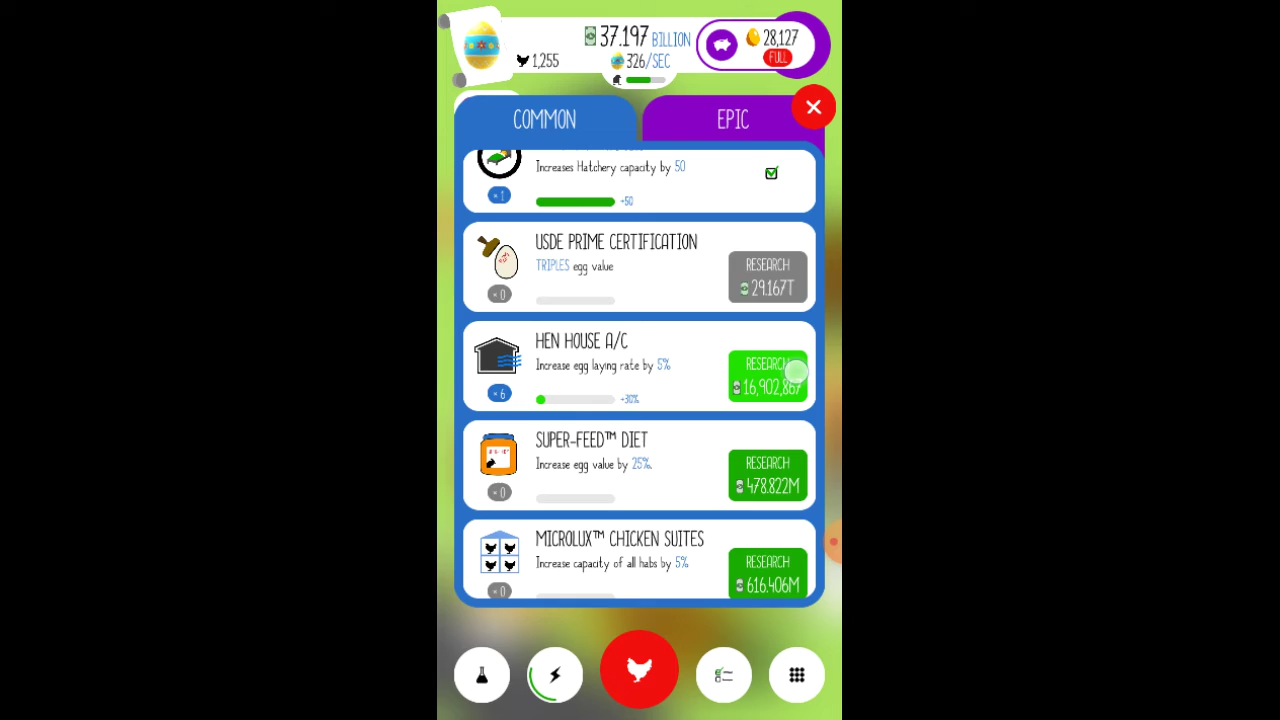 37.197 BILLION
28,127
1,255
326/SEC
FULL
COMMON
EPIC
Increases Hatchery capacity by 50
× 1
-50
USDE PRIME CERTIFICATION
TRIPLES egg value
RESEARCH
29.167T
× 0
HEN HOUSE A/C
Increase egg laying rate by 5%
RESEARCH
16,902,867
× 6
-30%
SUPER-FEED™ DIET
Increase egg value by 25%.
RESEARCH
478.822M
× 0
MICROLUX™ CHICKEN SUITES
Increase capacity of all habs by 5%
RESEARCH
616.406M
× 0